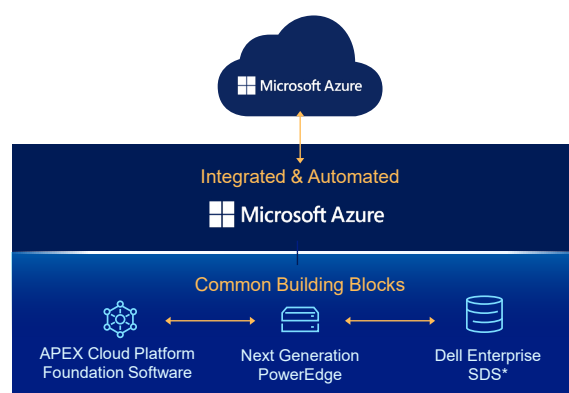 Microsoft Azure
Integrated & Automated
Microsoft Azure
Common Building Blocks
APEX Cloud Platform
Foundation Software
Next Generation
PowerEdge
Dell Enterprise
SDS*